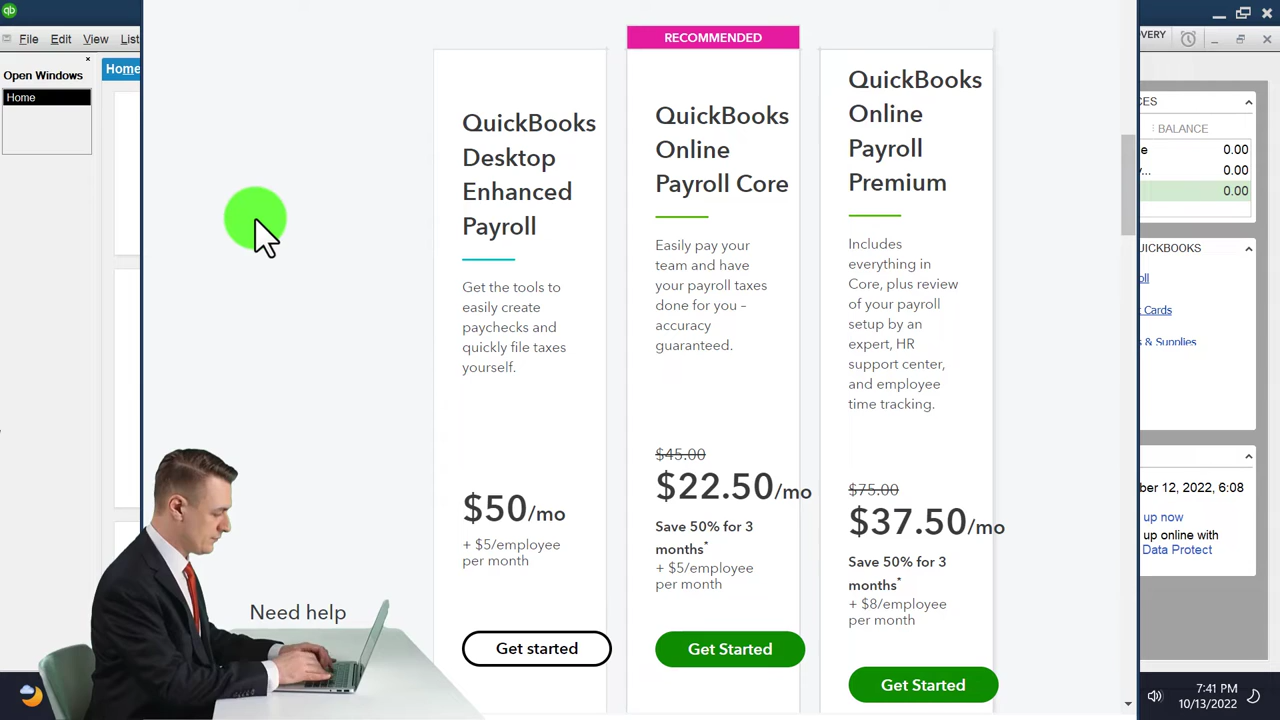 qb
File Edit View List
VERY
Open Windows
Home
Home
RECOMMENDED
QuickBooks
Desktop
Enhanced
Payroll
Get the tools to
easily create
paychecks and
quickly file taxes
yourself.
$50/mo
+ $5/employee
per month
Get started
QuickBooks
Online
Payroll Core
Easily pay your
team and have
your payroll taxes
done for you –
accuracy
guaranteed.
$45.00
$22.50/mo
Save 50% for 3
months*
+ $5/employee
per month
Get Started
QuickBooks
Online
Payroll
Premium
Includes
everything in
Core, plus review
of your payroll
setup by an
expert, HR
support center,
and employee
time tracking.
$75.00
$37.50/mo
Save 50% for 3
months*
+ $8/employee
per month
Get Started
Need help
CES
BALANCE
e 0.00
y... 0.00
0.00
UICKBOOKS
oll
t Cards
s & Supplies
ber 12, 2022, 6:08
up now
up online with
Data Protect
7:41 PM
10/13/2022